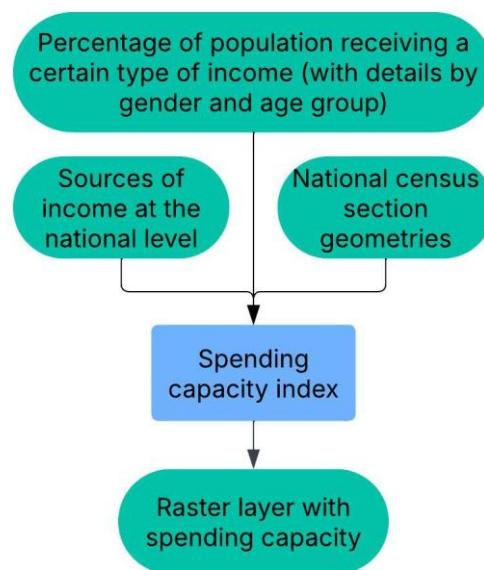 Percentage of population receiving a
certain type of income (with details by
gender and age group)
Sources of
income at the
national level
National census
section
geometries
Spending
capacity index
Raster layer with
spending capacity